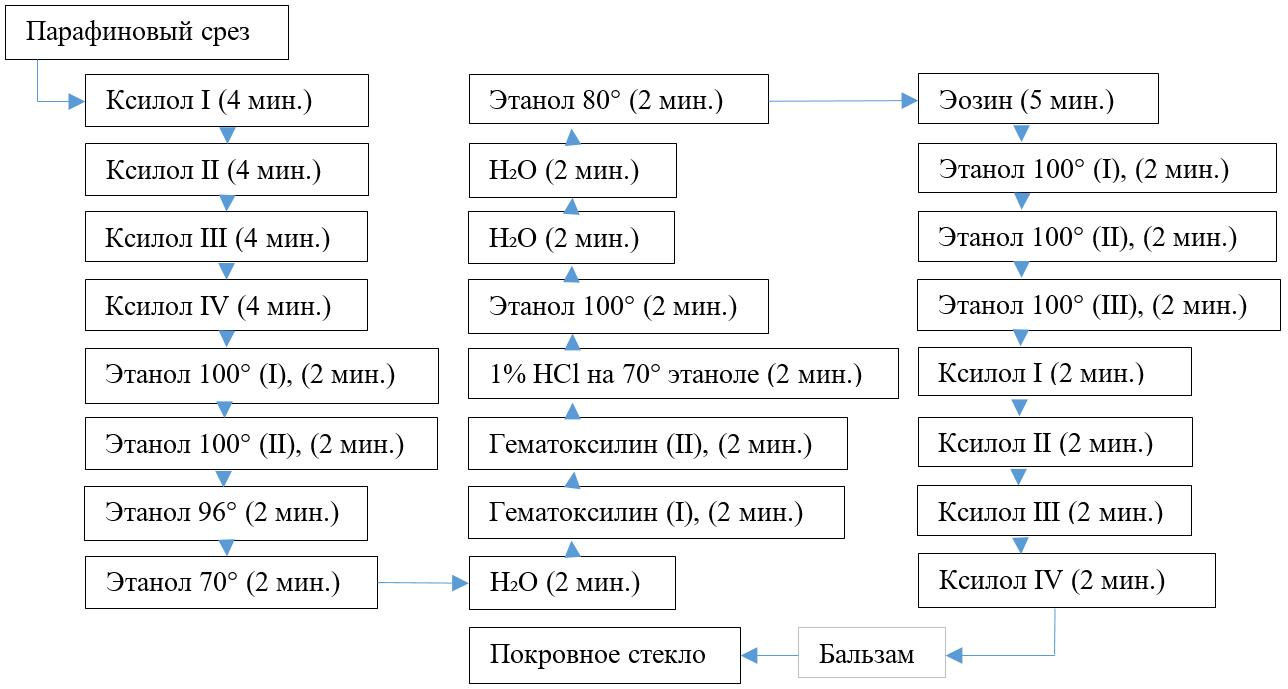 Парафиновый срез
Ксилол I (4 мин.)
Ксилол II (4 мин.)
Ксилол III (4 мин.)
Ксилол IV (4 мин.)
Этанол 100° (I), (2 мин.)
Этанол 100° (II), (2 мин.)
Этанол 96° (2 мин.)
Этанол 70° (2 мин.)
H₂O (2 мин.)
Гематоксилин (I), (2 мин.)
Гематоксилин (II), (2 мин.)
1% HCl на 70° этаноле (2 мин.)
Этанол 100° (2 мин.)
H₂O (2 мин.)
H₂O (2 мин.)
Этанол 80° (2 мин.)
Эозин (5 мин.)
Этанол 100° (I), (2 мин.)
Этанол 100° (II), (2 мин.)
Этанол 100° (III), (2 мин.)
Ксилол I (2 мин.)
Ксилол II (2 мин.)
Ксилол III (2 мин.)
Ксилол IV (2 мин.)
Бальзам
Покровное стекло